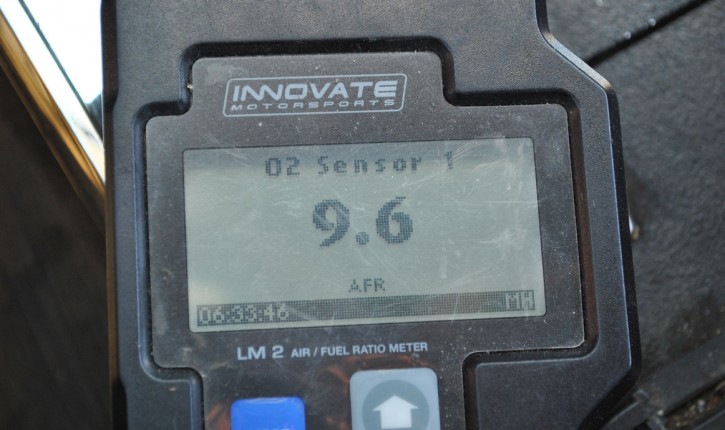 INNOVATE
MOTORSPORTS
O2 Sensor 1
9.6
AFR
06:33:46 MH
LM 2 AIR / FUEL RATIO METER